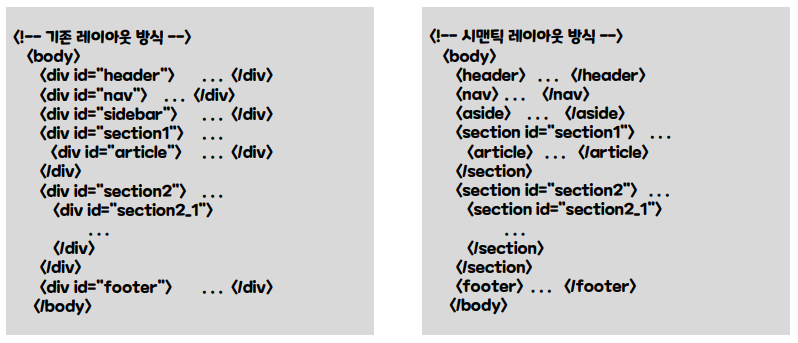 <!-- 기존 레이아웃 방식 -->
<body>
<div id="header"> ... </div>
<div id="nav"> ... </div>
<div id="sidebar"> ... </div>
<div id="section1"> ...
<div id="article"> ... </div>
</div>
<div id="section2"> ...
<div id="section2_1">
...
</div>
</div>
<div id="footer"> ... </div>
</body>
<!-- 시맨틱 레이아웃 방식 -->
<body>
<header> ... </header>
<nav> ... </nav>
<aside> ... </aside>
<section id="section1"> ...
<article> ... </article>
</section>
<section id="section2"> ...
<section id="section2_1">
...
</section>
</section>
<footer> ... </footer>
</body>